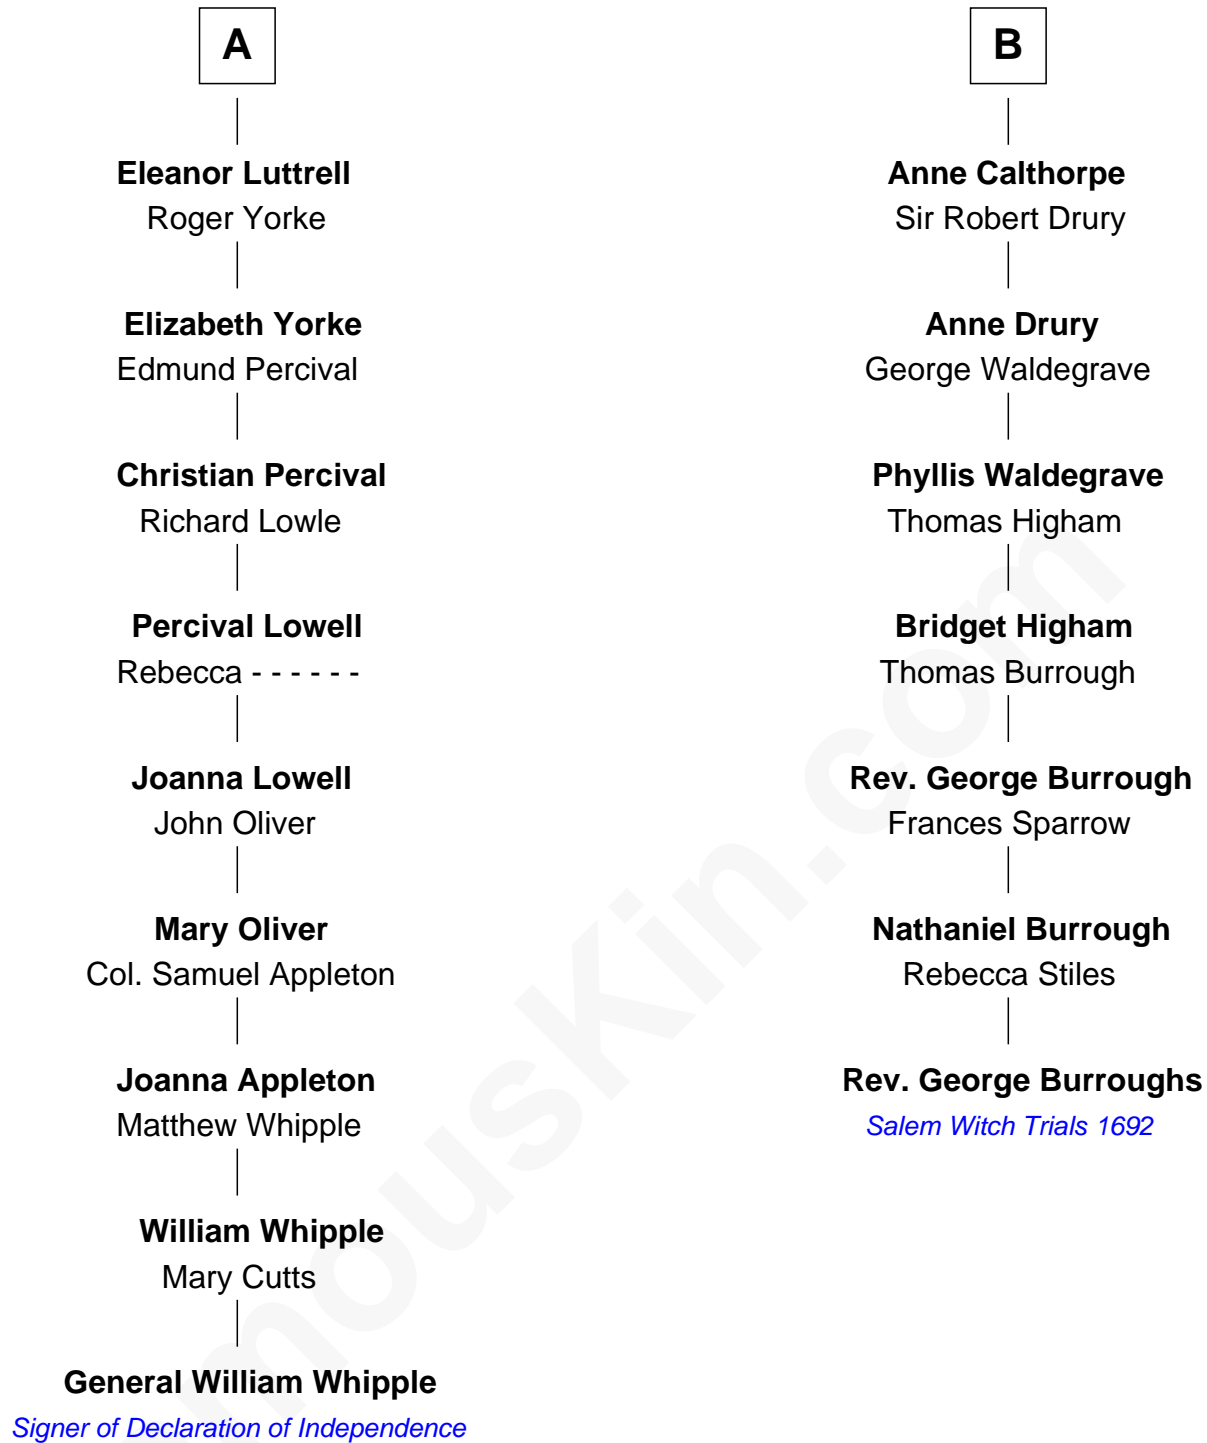 A
Eleanor Luttrell
Roger Yorke
Elizabeth Yorke
Edmund Percival
Christian Percival
Richard Lowle
Percival Lowell
Rebecca - - - - - -
Joanna Lowell
John Oliver
Mary Oliver
Col. Samuel Appleton
Joanna Appleton
Matthew Whipple
William Whipple
Mary Cutts
General William Whipple
Signer of Declaration of Independence
B
Anne Calthorpe
Sir Robert Drury
Anne Drury
George Waldegrave
Phyllis Waldegrave
Thomas Higham
Bridget Higham
Thomas Burrough
Rev. George Burrough
Frances Sparrow
Nathaniel Burrough
Rebecca Stiles
Rev. George Burroughs
Salem Witch Trials 1692
mousKin.com